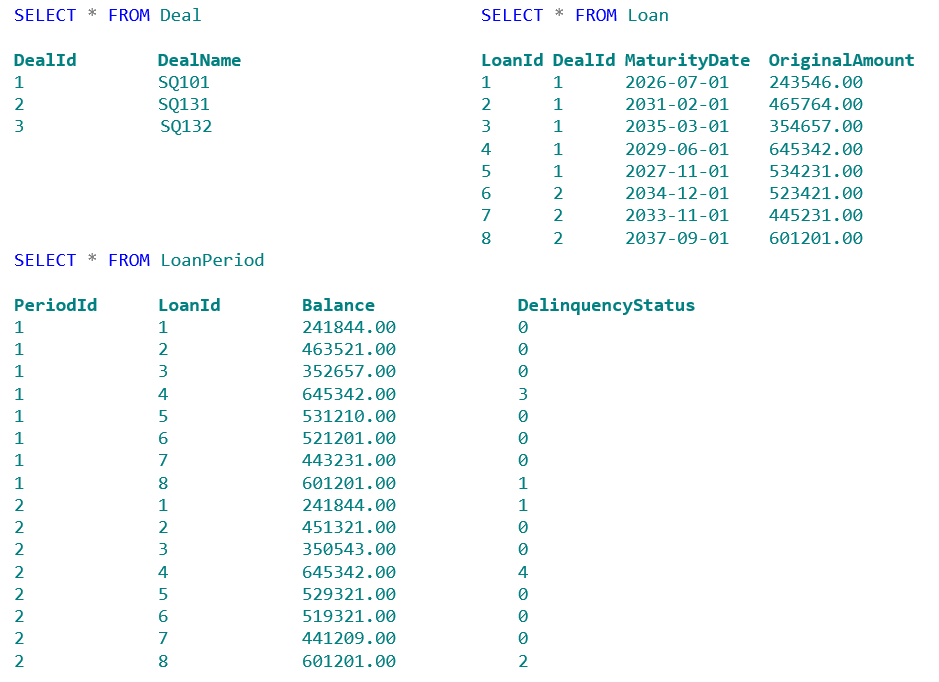 SELECT * FROM Deal
DealId DealName
1 SQ101
2 SQ131
3 SQ132
SELECT * FROM Loan
LoanId DealId MaturityDate OriginalAmount
1 1 2026-07-01 243546.00
2 1 2031-02-01 465764.00
3 1 2035-03-01 354657.00
4 1 2029-06-01 645342.00
5 1 2027-11-01 534231.00
6 2 2034-12-01 523421.00
7 2 2033-11-01 445231.00
8 2 2037-09-01 601201.00
SELECT * FROM LoanPeriod
PeriodId LoanId Balance DelinquencyStatus
1 1 241844.00 0
1 2 463521.00 0
1 3 352657.00 0
1 4 645342.00 3
1 5 531210.00 0
1 6 521201.00 0
1 7 443231.00 0
1 8 601201.00 1
2 1 241844.00 1
2 2 451321.00 0
2 3 350543.00 0
2 4 645342.00 4
2 5 529321.00 0
2 6 519321.00 0
2 7 441209.00 0
2 8 601201.00 2